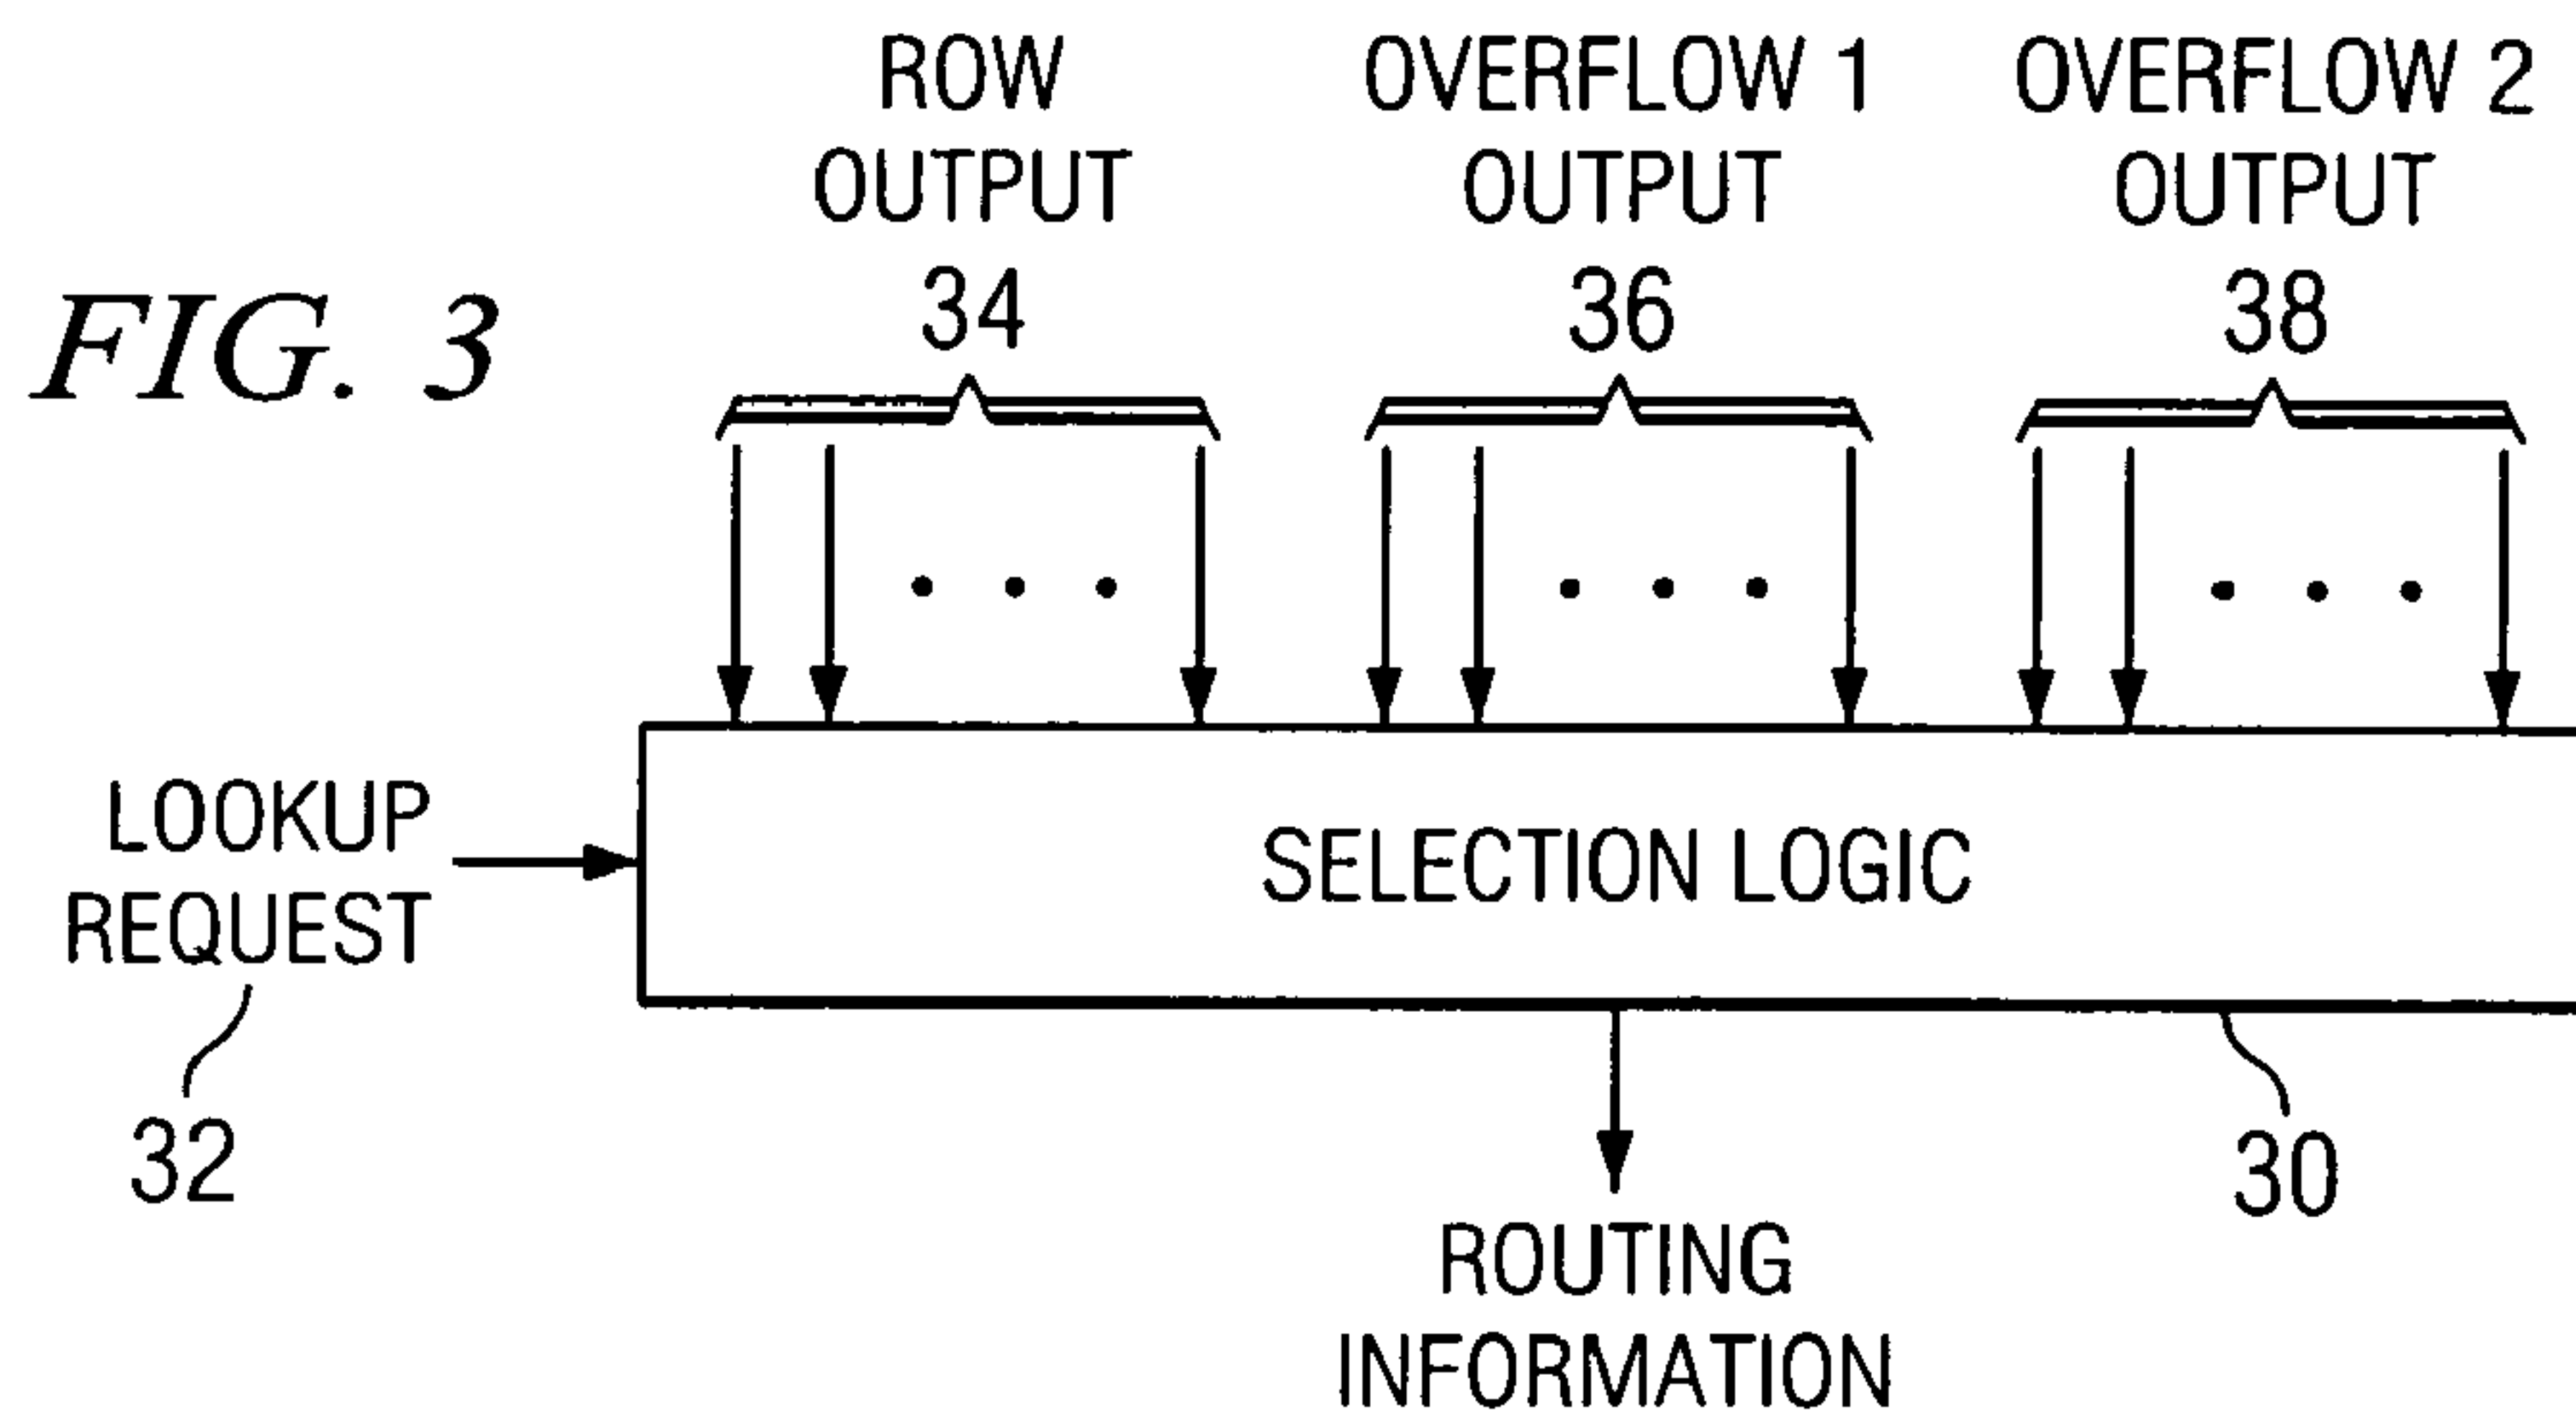 FIG. 3
ROW
OUTPUT
34
OVERFLOW 1
OUTPUT
36
OVERFLOW 2
OUTPUT
38
LOOKUP
REQUEST
32
SELECTION LOGIC
30
ROUTING
INFORMATION